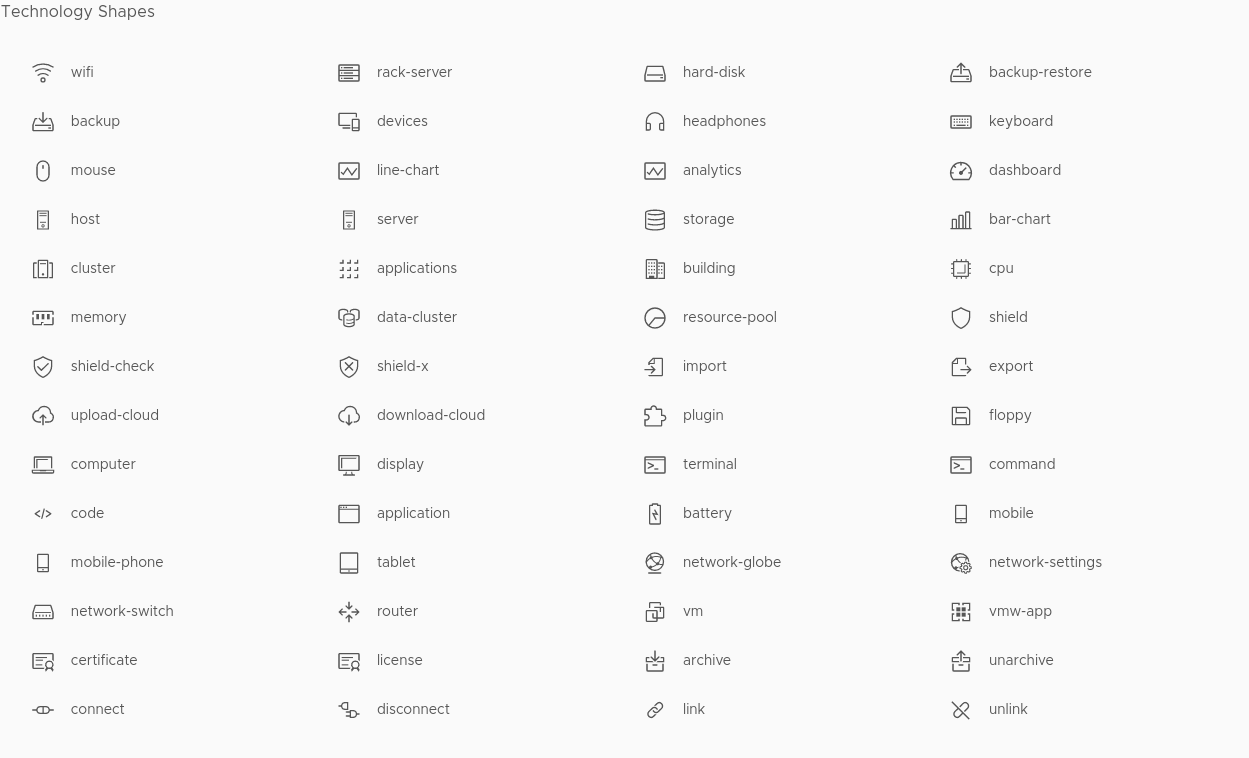 Technology Shapes
wifi rack-server hard-disk backup-restore
backup devices headphones keyboard
mouse line-chart analytics dashboard
host server storage bar-chart
cluster applications building cpu
memory data-cluster resource-pool shield
shield-check shield-x import export
upload-cloud download-cloud plugin floppy
computer display terminal command
code application battery mobile
mobile-phone tablet network-globe network-settings
network-switch router vm vmw-app
certificate license archive unarchive
connect disconnect link unlink